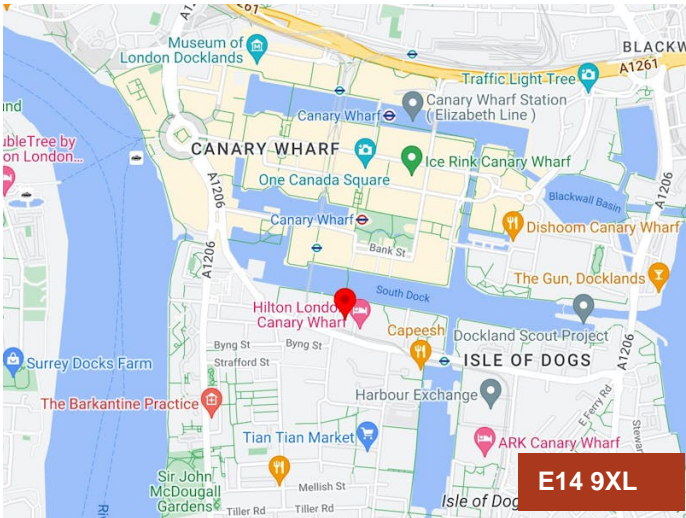 A1261
261
BLACKW
A1261
Museum of
London Docklands
Traffic Light Tree
Canary Wharf
Canary Wharf Station
( Elizabeth Line )
CANARY WHARF
Ice Rink Canary Wharf
One Canada Square
ubleTree by
on London...
nd
A1206
A1206
Blackwall Basin
A1206
Canary Wharf
Dishoom Canary Wharf
Bank St
The Gun, Docklands
South Dock
Hilton London
Canary Wharf
Capeesh
Dockland Scout Project
Byng St
Byng St
ISLE OF DOGS
A1206
Strafford St
Surrey Docks Farm
Harbour Exchange
The Barkantine Practice
E Ferry Rd
Stewar
Tian Tian Market
ARK Canary Wharf
Sir John
McDougall
Gardens
Mellish St
Tiller Rd
Tiller Rd
Isle of Dog
E14 9XL